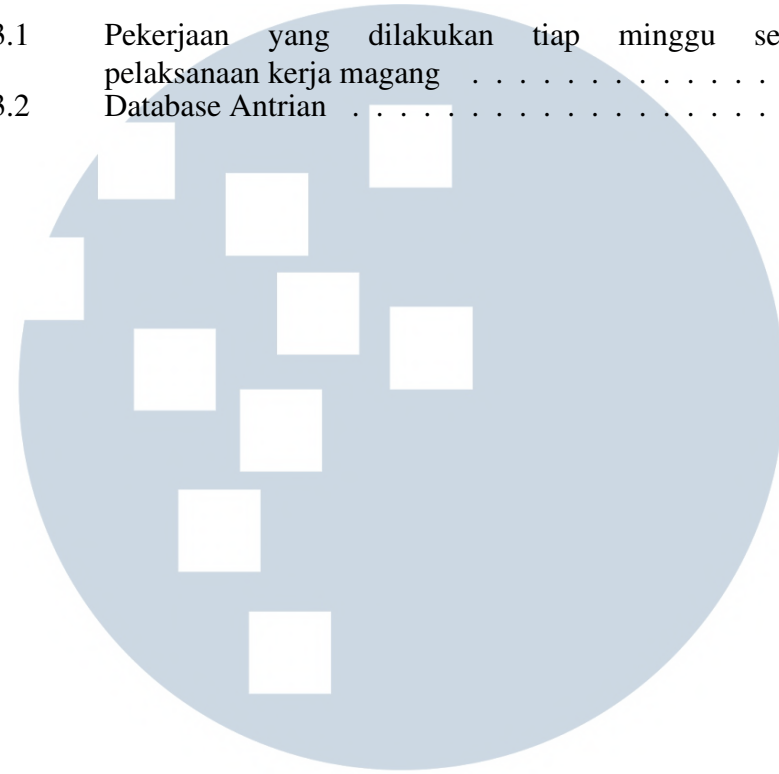 3.1 Pekerjaan yang dilakukan tiap minggu se
pelaksanaan kerja magang . . . . . . . . . . . . .
3.2 Database Antrian . . . . . . . . . . . . . . . . . .